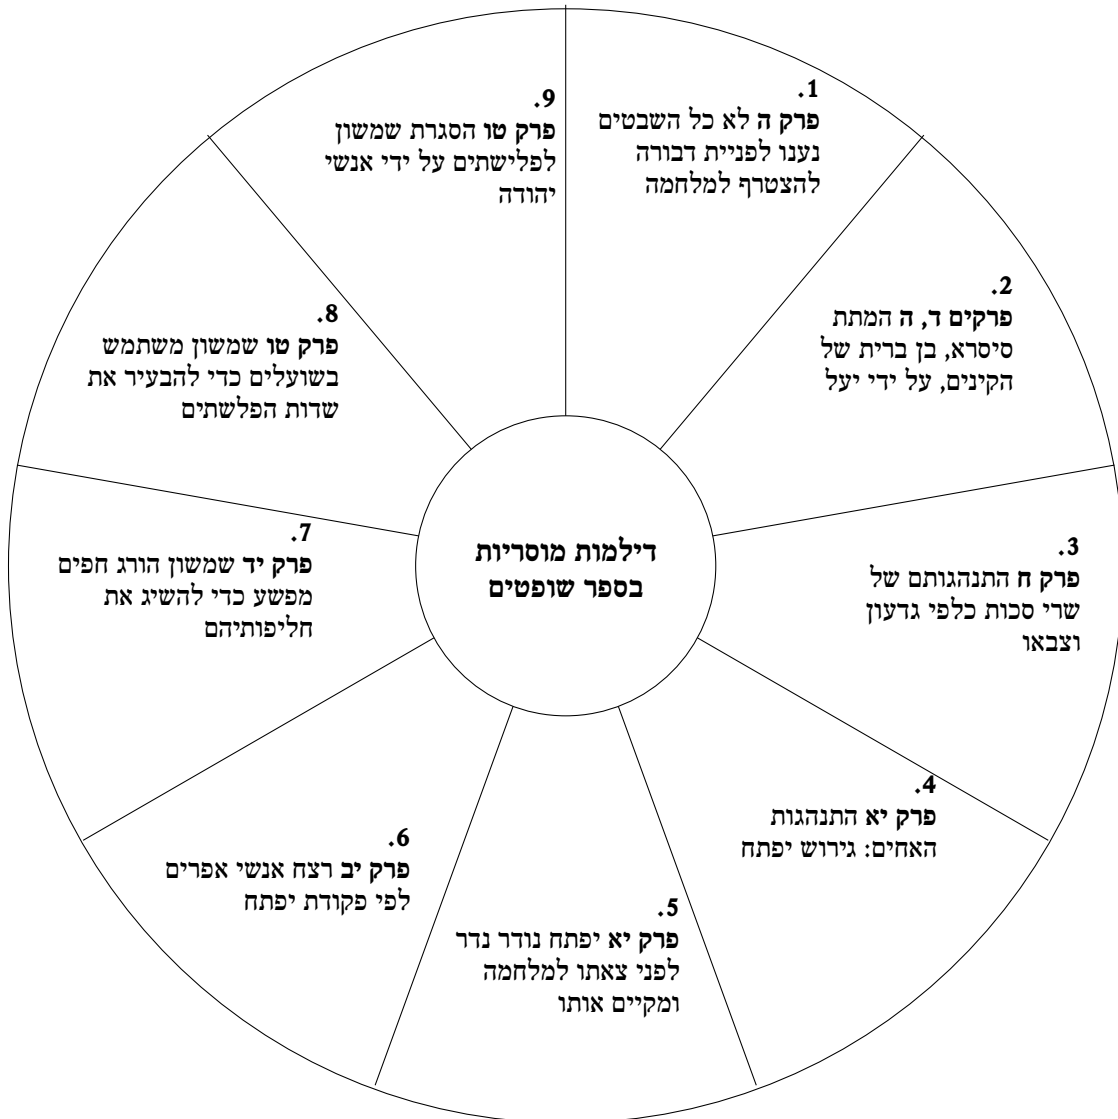 דילמות מוסריות
בספר שופטים
1.
פרק ה לא כל השבטים
נענו לפניית דבורה
להצטרף למלחמה
2.
פרקים ד, ה המתת
סיסרא, בן ברית של
הקינים, על ידי יעל
3.
פרק ח התנהגותם של
שרי סכות כלפי גדעון
וצבאו
4.
פרק יא התנהגות
האחים: גירוש יפתח
5.
פרק יא יפתח נודר נדר
לפני צאתו למלחמה
ומקיים אותו
6.
פרק יב רצח אנשי אפרים
לפי פקודת יפתח
7.
פרק יד שמשון הורג חפים
מפשע כדי להשיג את
חליפותיהם
8.
פרק טו שמשון משתמש
בשועלים כדי להבעיר את
שדות הפלשתים
9.
פרק טו הסגרת שמשון
לפלישתים על ידי אנשי
יהודה